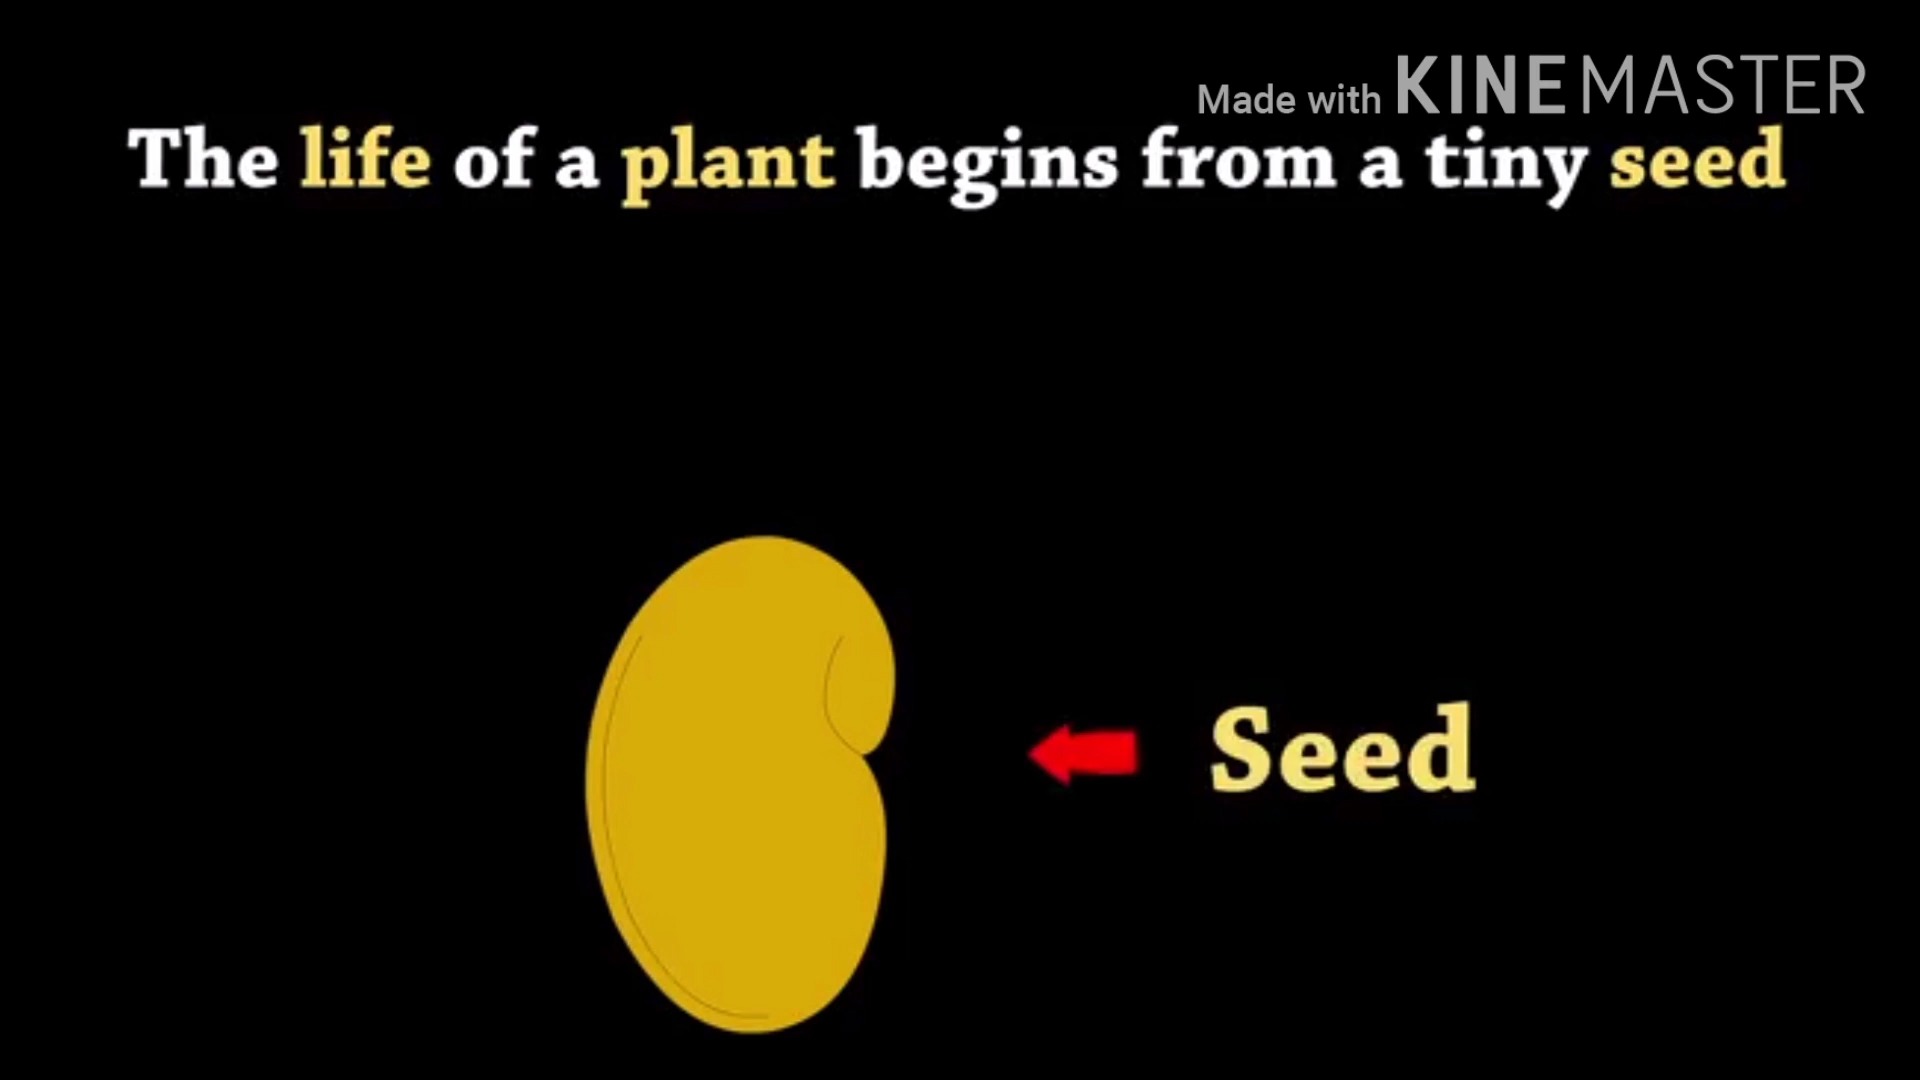 Made with KINEMASTER
The life of a plant begins from a tiny seed
Seed